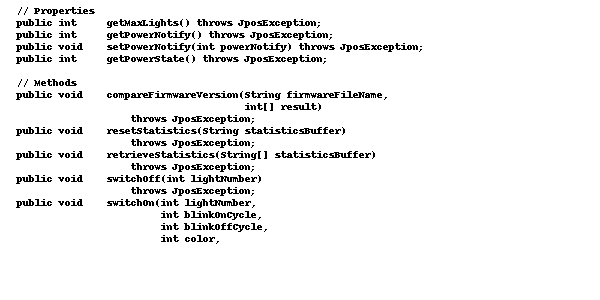 // Properties
public int     getMaxLights() throws JposException;
public int     getPowerNotify() throws JposException;
public void    setPowerNotify(int powerNotify) throws JposException;
public int     getPowerState() throws JposException;
// Methods
public void    compareFirmwareVersion(String firmwareFileName,
int[] result)
throws JposException;
public void    resetStatistics(String statisticsBuffer)
throws JposException;
public void    retrieveStatistics(String[] statisticsBuffer)
throws JposException;
public void    switchOff(int lightNumber)
throws JposException;
public void    switchOn(int lightNumber,
int blinkOnCycle,
int blinkOffCycle,
int color,